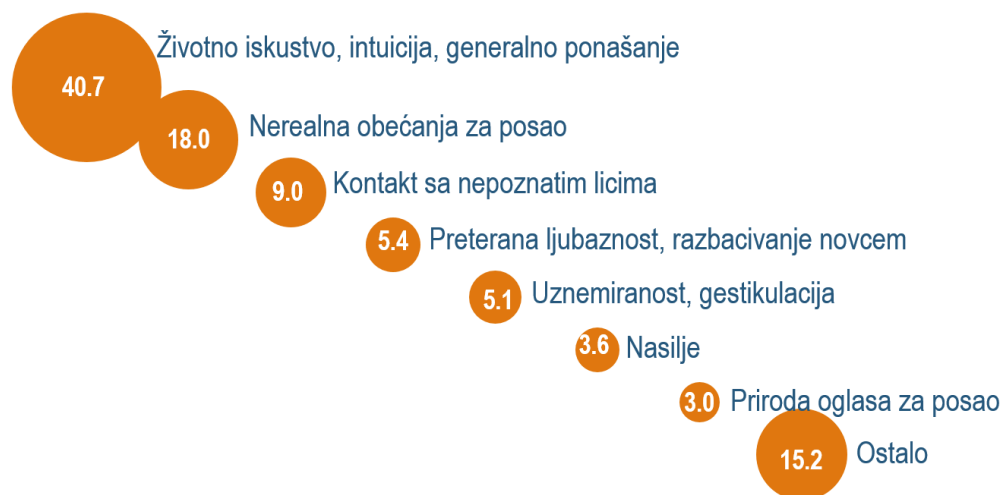 40.7 Životno iskustvo, intuicija, generalno ponašanje
18.0 Nerealna obećanja za posao
9.0 Kontakt sa nepoznatim licima
5.4 Preterana ljubaznost, razbacivanje novcem
5.1 Uznemiranost, gestikulacija
3.6 Nasilje
3.0 Priroda oglasa za posao
15.2 Ostalo